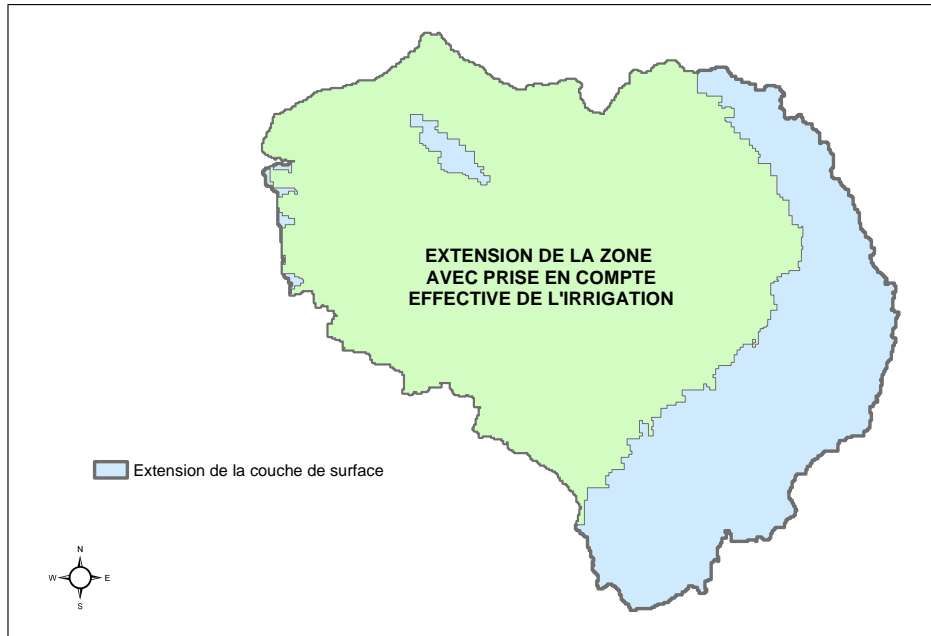 EXTENSION DE LA ZONE
AVEC PRISE EN COMPTE
EFFECTIVE DE L'IRRIGATION
Extension de la couche de surface
N
W E
S